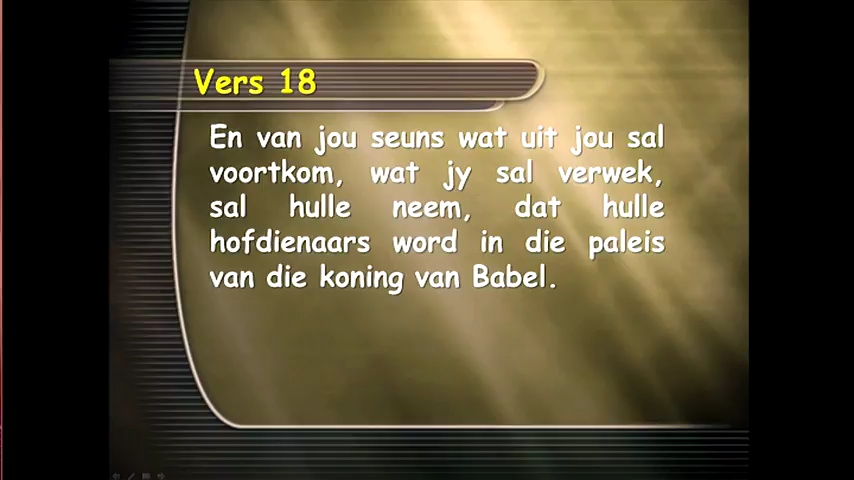 Vers 18
En van jou seuns wat uit jou sal
voortkom, wat jy sal verwek,
sal hulle neem, dat hulle
hofdienaars word in die paleis
van die koning van Babel.